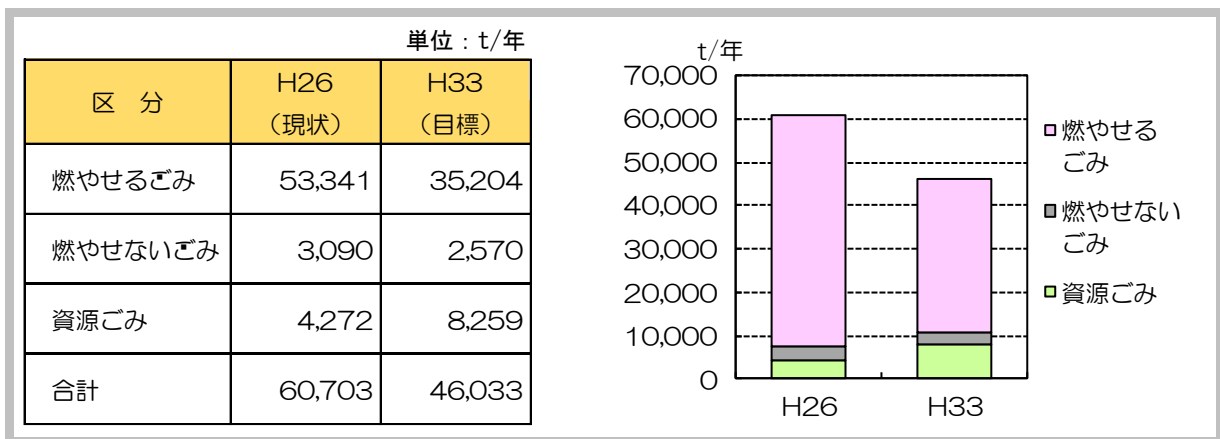 単位：t/年
区　分 H26 H33
（現状） （目標）
燃やせるごみ 53,341 35,204
燃やせないごみ 3,090 2,570
資源ごみ 4,272 8,259
合計 60,703 46,033
t/年
70,000
60,000
50,000
40,000
30,000
20,000
10,000
0
H26 H33
燃やせる
ごみ
燃やせない
ごみ
資源ごみ